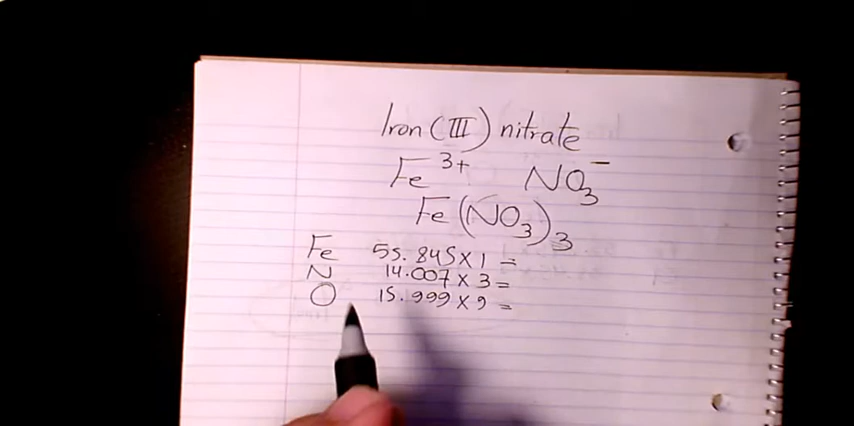 Iron (III) nitrate
Fe³⁺ NO₃⁻
Fe(NO₃)₃
Fe 55.845 x 1 =
N 14.007 x 3 =
O 15.999 x 9 =